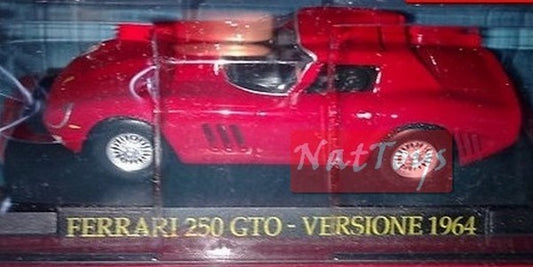 NatToys
FERRARI 250 GTO - VERSIONE 1964